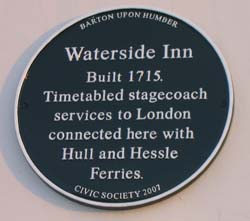 BARTON UPON HUMBER
Waterside Inn
Built 1715.
Timetabled stagecoach
services to London
connected here with
Hull and Hessle
Ferries.
CIVIC SOCIETY 2007